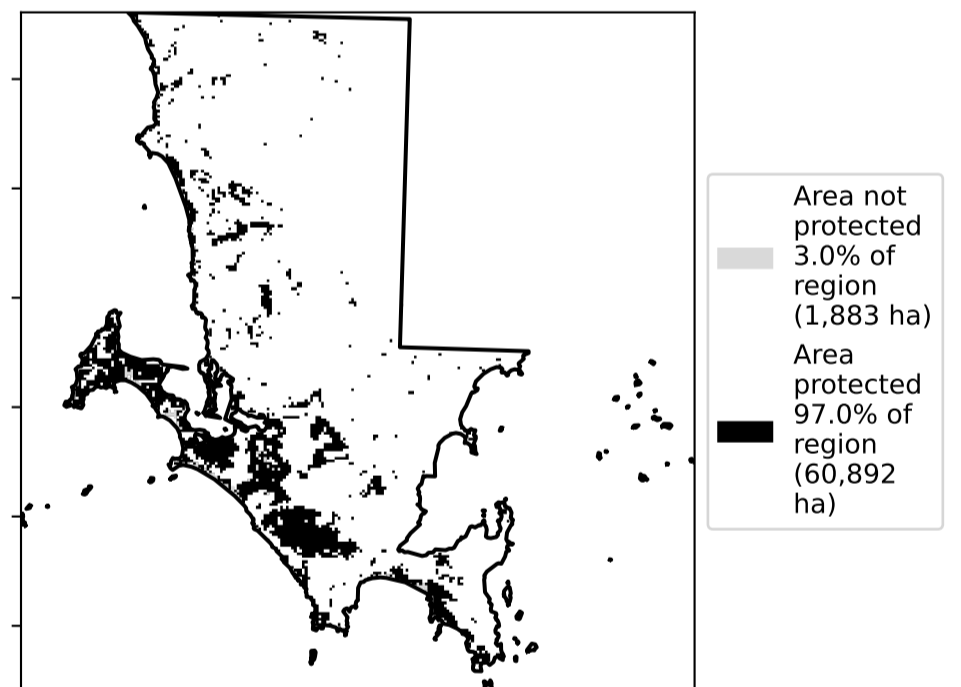 Area not
protected
3.0% of
region
(1,883 ha)
Area
protected
97.0% of
region
(60,892
ha)